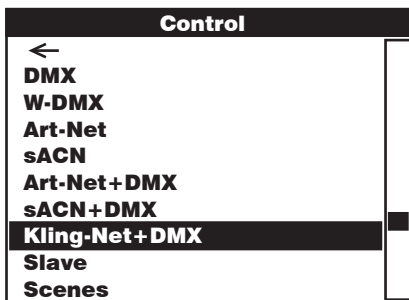 Control
←
DMX
W-DMX
Art-Net
sACN
Art-Net+DMX
sACN+DMX
Kling-Net+DMX
Slave
Scenes